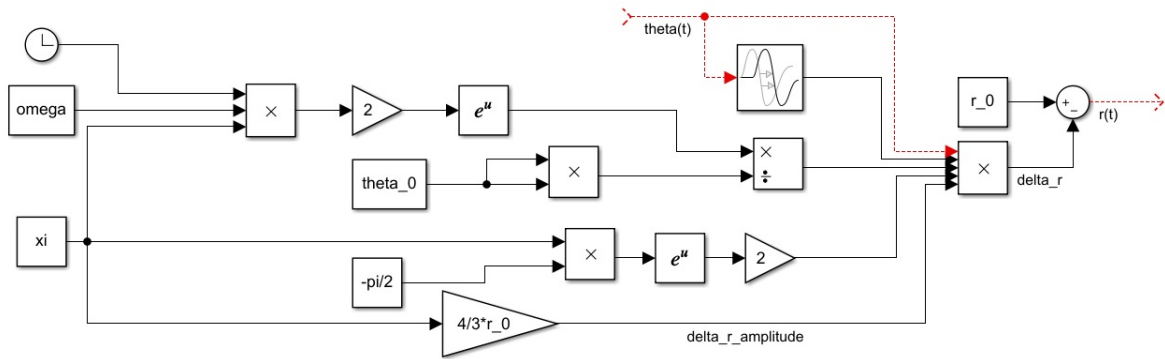 theta(t)
omega
×
2
e^u
r_0
+
-
r(t)
×
÷
theta_0
×
×
delta_r
xi
×
e^u
2
-pi/2
4/3*r_0
delta_r_amplitude